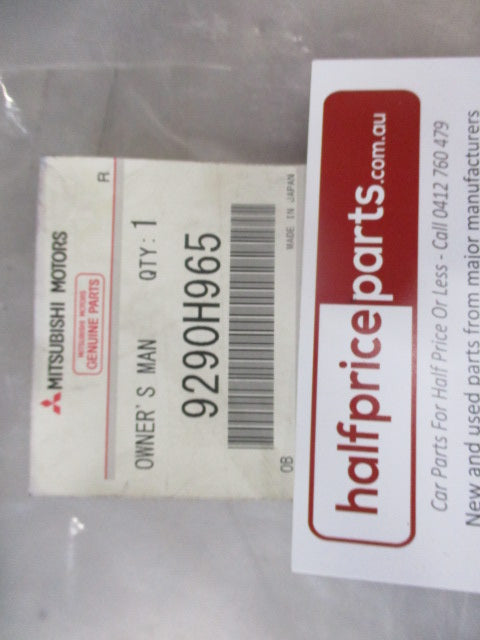 MITSUBISHI MOTORS
R
MITSUBISHI MOTORS
GENUINE PARTS
OWNER'S MAN QTY: 1
9290H965
OB MADE IN JAPAN
halfpriceparts.com.au
Car Parts For Half Price Or Less - Call 0412 760 479
New and used parts from major manufacturers